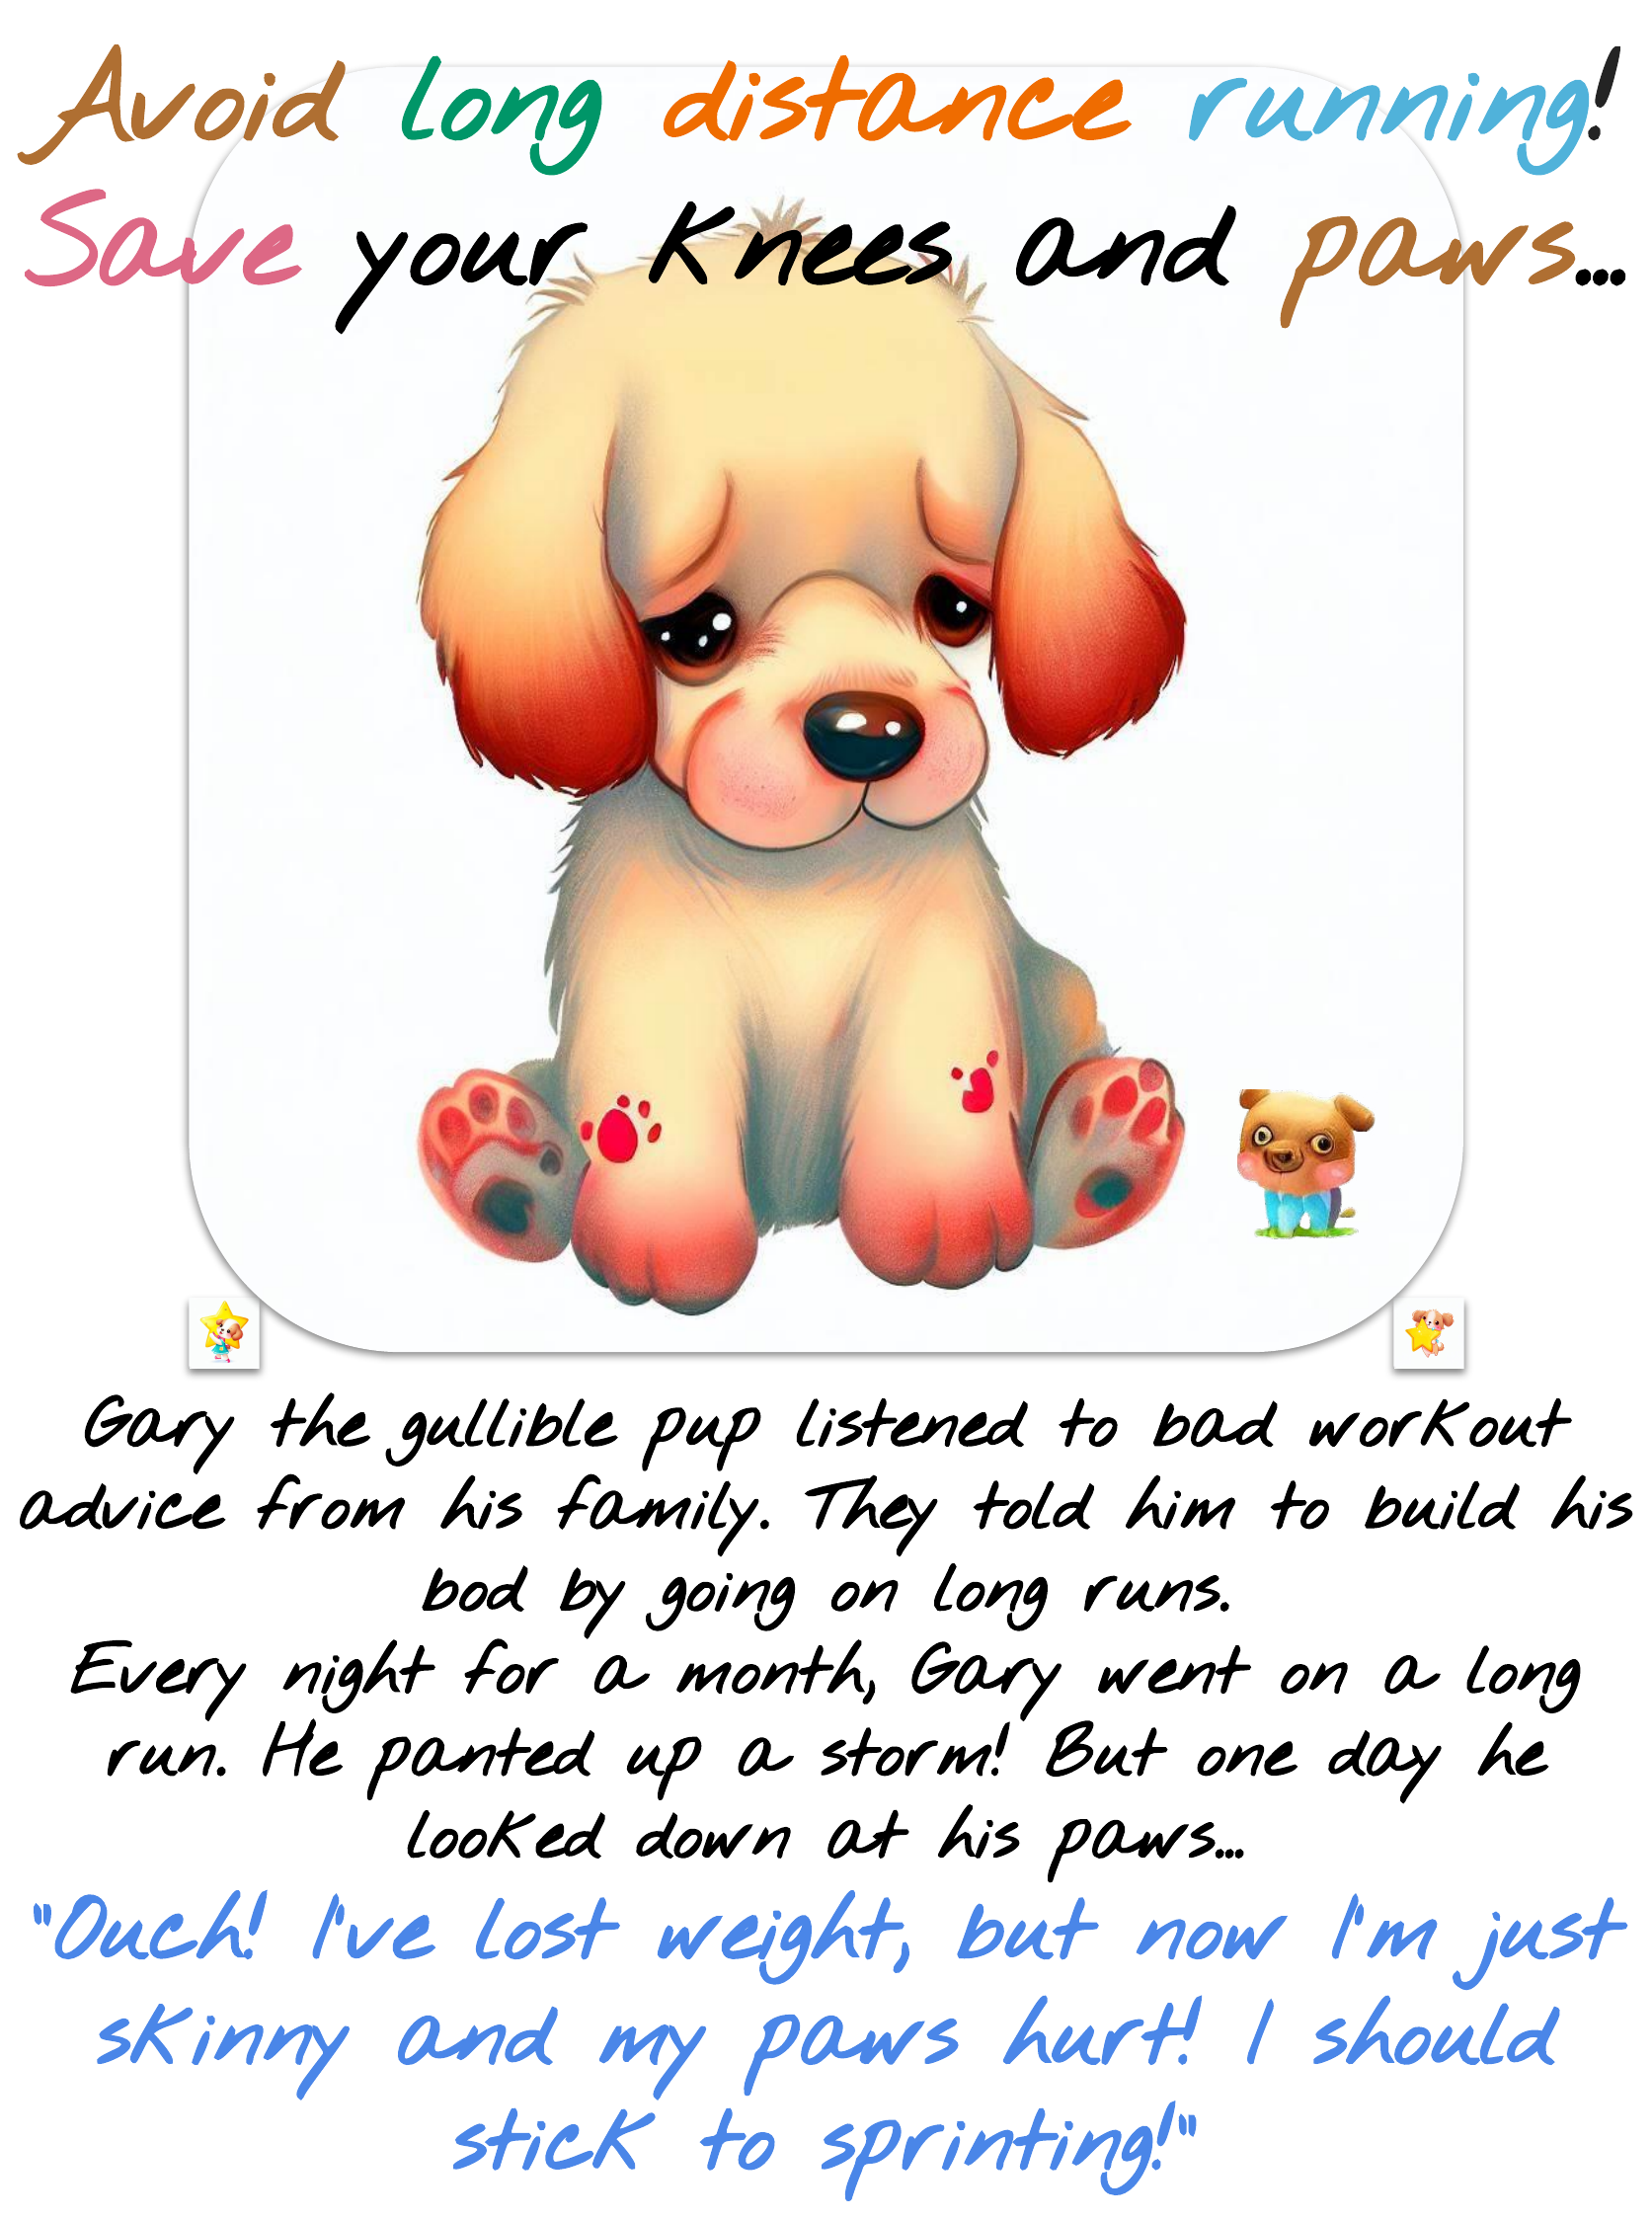 Avoid long distance running!
Save your knees and paws...
Gary the gullible pup listened to bad workout
advice from his family. They told him to build his
bod by going on long runs.
Every night for a month, Gary went on a long
run. He panted up a storm! But one day he
looked down at his paws...
"Ouch! I've lost weight, but now I'm just
skinny and my paws hurt! I should
stick to sprinting!"